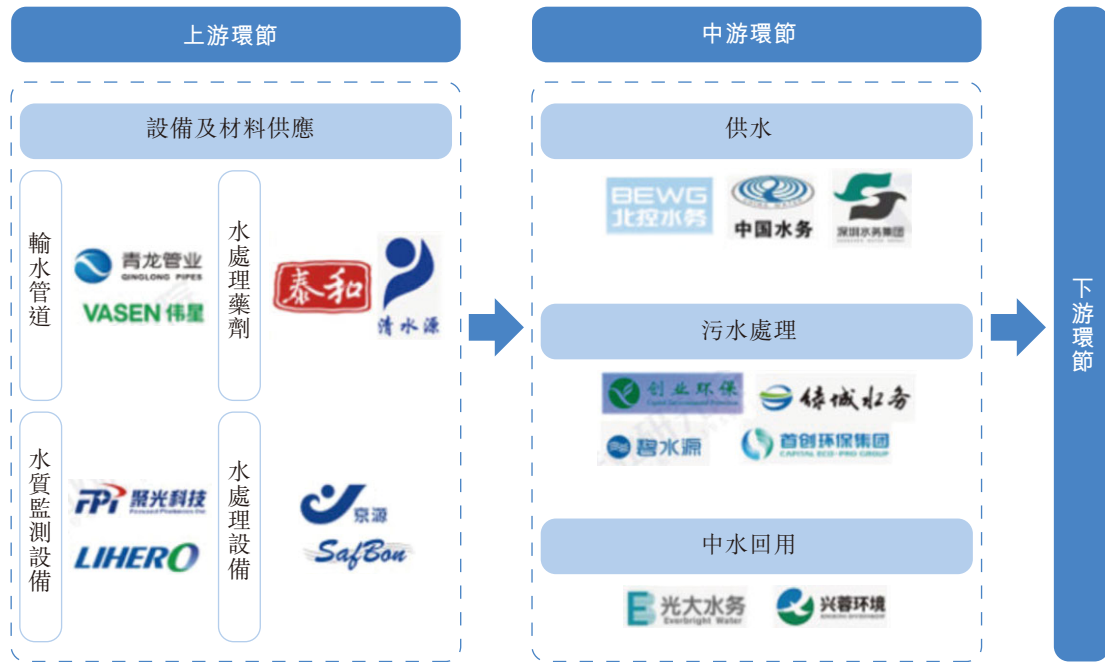 上游環節
設備及材料供應
輸水管道
青龙管业
QINGLONG PIPES
VASEN 伟星
水處理藥劑
泰和
清水源
水質監測設備
FPI 聚光科技
LIHERO
水處理設備
京源
SafBon
中游環節
供水
BEWG
北控水务
中国水务
深圳水务集团
污水處理
创业环保
绿城水务
碧水源
首创环保集团
CAPITAL ECO-PRO GROUP
中水回用
光大水务
Everbright Water
兴蓉环境
下游環節